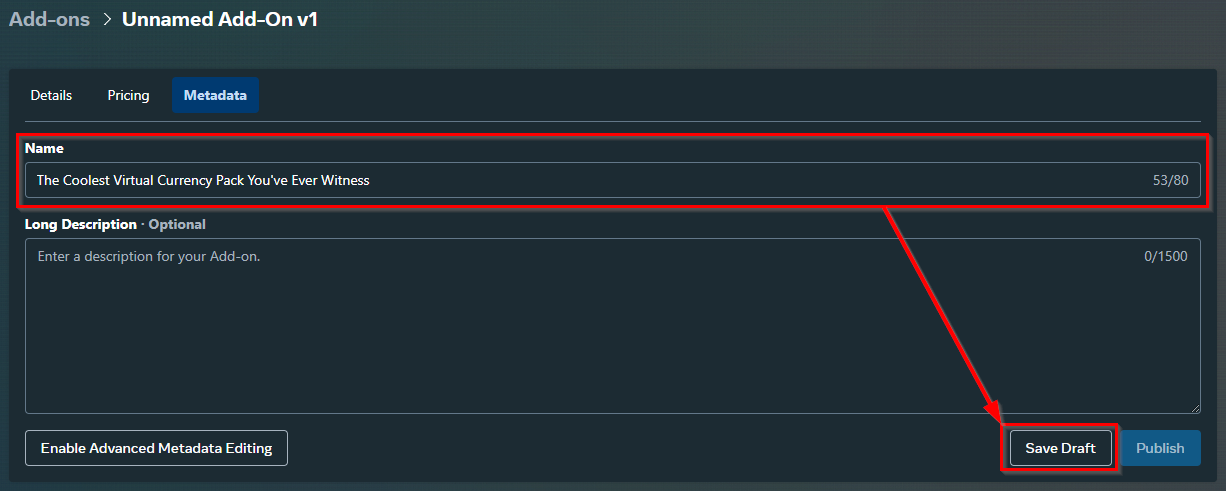 Add-ons > Unnamed Add-On v1
Details Pricing Metadata
Name
The Coolest Virtual Currency Pack You've Ever Witness 53/80
Long Description · Optional
Enter a description for your Add-on. 0/1500
Enable Advanced Metadata Editing Save Draft Publish